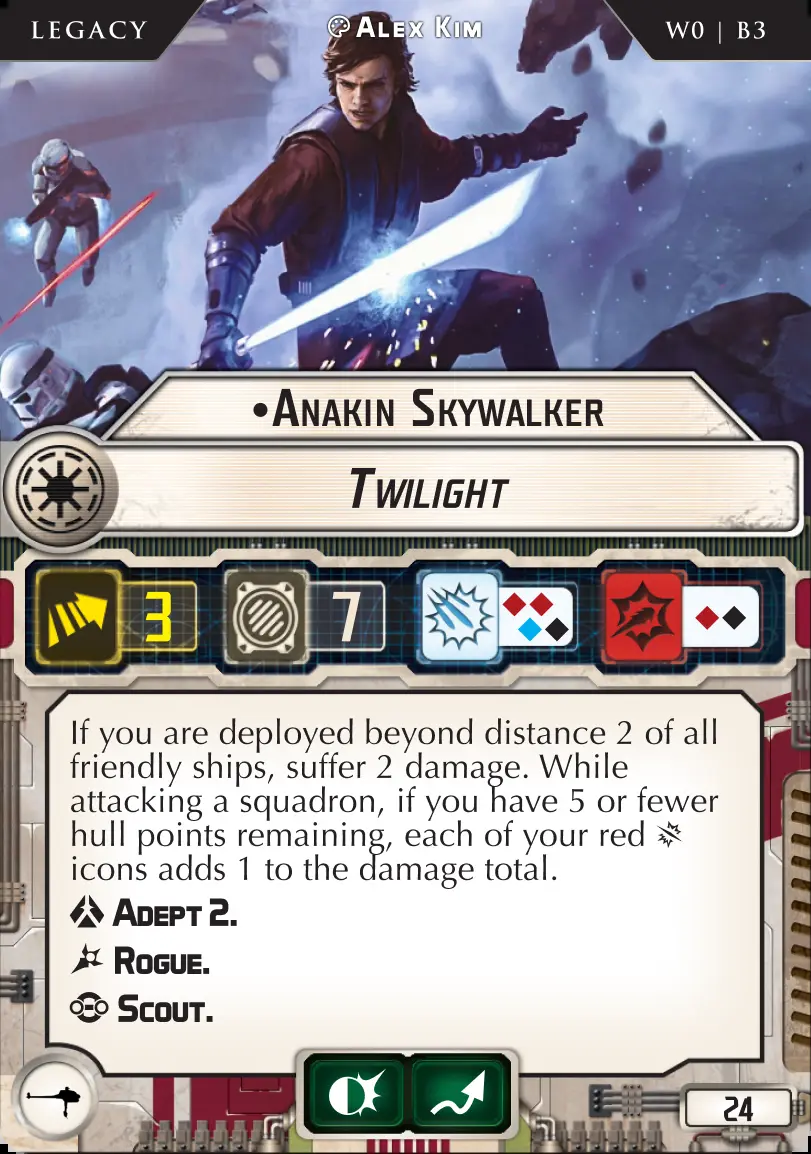 LEGACY
Alex Kim
W0 | B3
•Anakin Skywalker
Twilight
3
7
If you are deployed beyond distance 2 of all
friendly ships, suffer 2 damage. While
attacking a squadron, if you have 5 or fewer
hull points remaining, each of your red
icons adds 1 to the damage total.
Adept 2.
Rogue.
Scout.
24